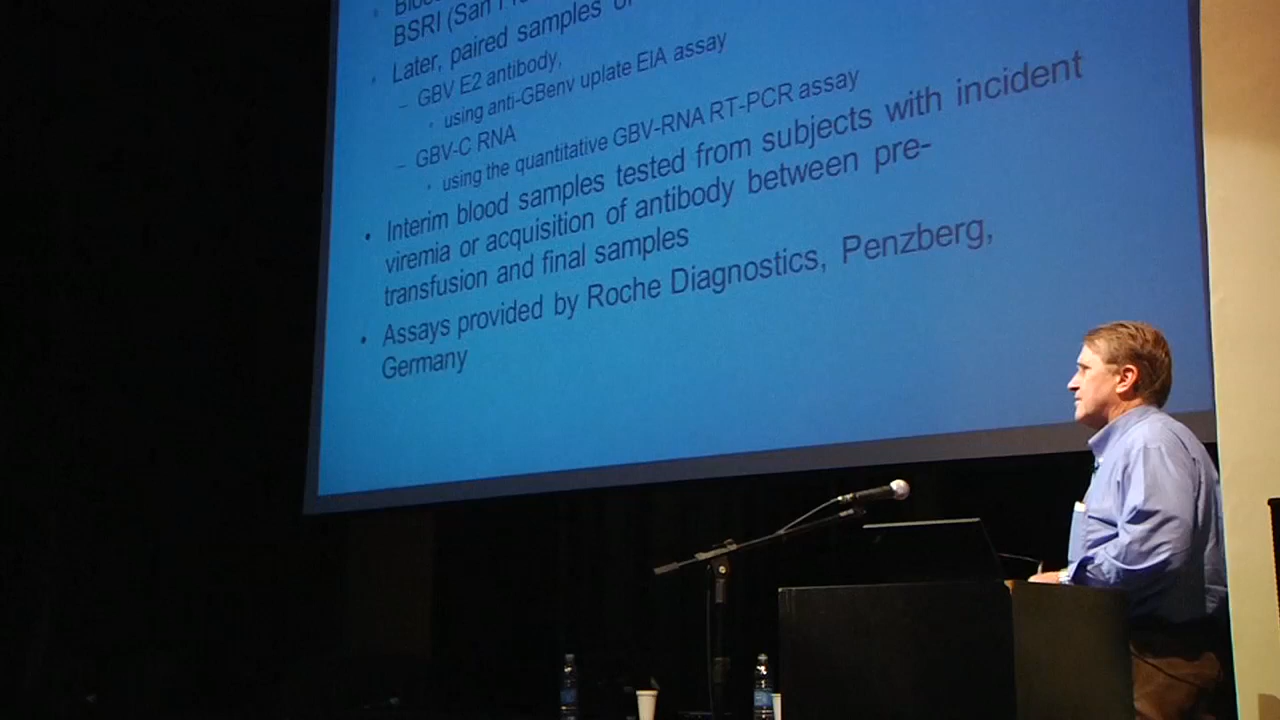 BSRI (San
Later, paired samples
– GBV E2 antibody,
• using anti-GBenv uplate EIA assay
– GBV-C RNA
• using the quantitative GBV-RNA RT-PCR assay
• Interim blood samples tested from subjects with incident
viremia or acquisition of antibody between pre-
transfusion and final samples
• Assays provided by Roche Diagnostics, Penzberg,
Germany